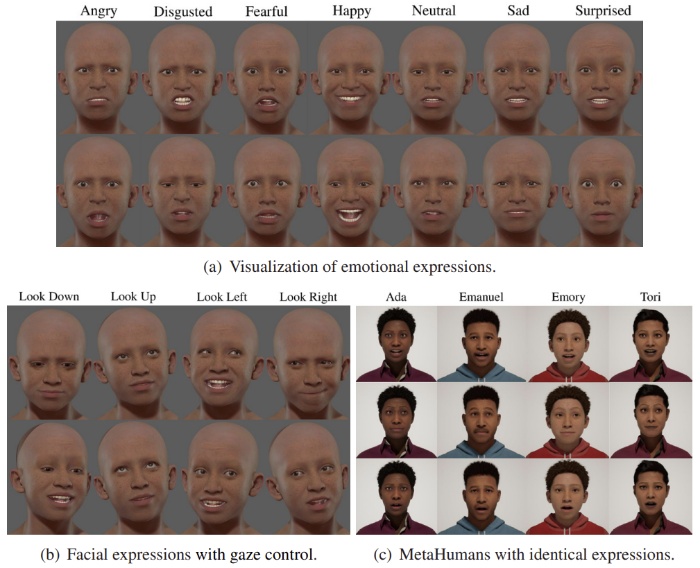 Angry Disgusted Fearful Happy Neutral Sad Surprised
(a) Visualization of emotional expressions.
Look Down Look Up Look Left Look Right
(b) Facial expressions with gaze control.
Ada Emanuel Emory Tori
(c) MetaHumans with identical expressions.